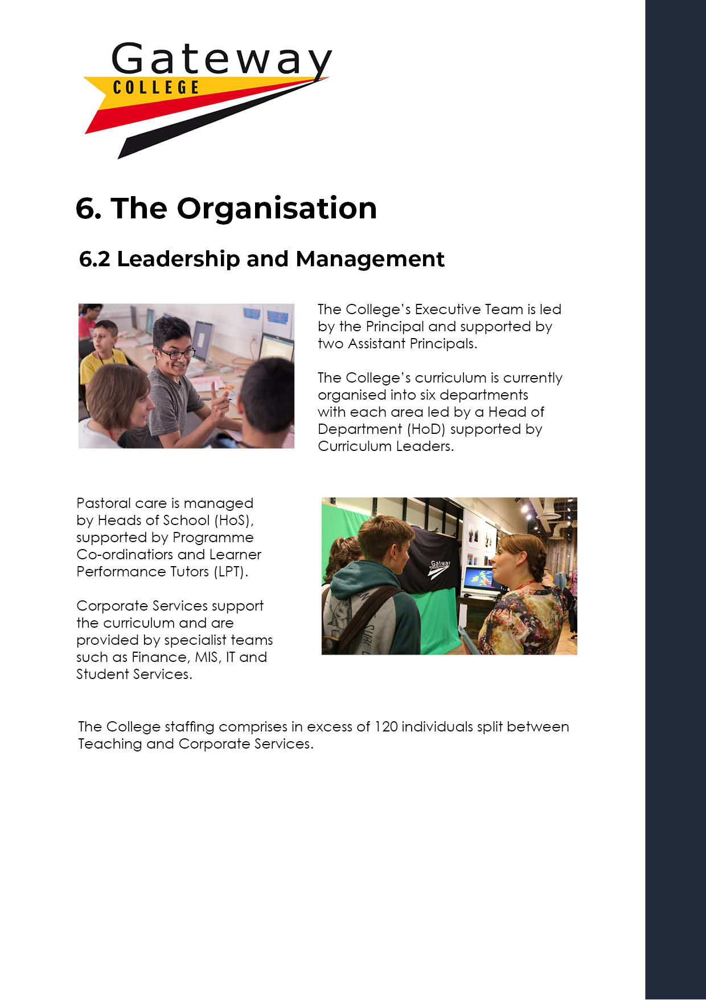 Gateway
COLLEGE
6. The Organisation
6.2 Leadership and Management
The College’s Executive Team is led
by the Principal and supported by
two Assistant Principals.
The College’s curriculum is currently
organised into six departments
with each area led by a Head of
Department (HoD) supported by
Curriculum Leaders.
Pastoral care is managed
by Heads of School (HoS),
supported by Programme
Co-ordinatiors and Learner
Performance Tutors (LPT).
Corporate Services support
the curriculum and are
provided by specialist teams
such as Finance, MIS, IT and
Student Services.
Gateway
SURF
The College staffing comprises in excess of 120 individuals split between
Teaching and Corporate Services.